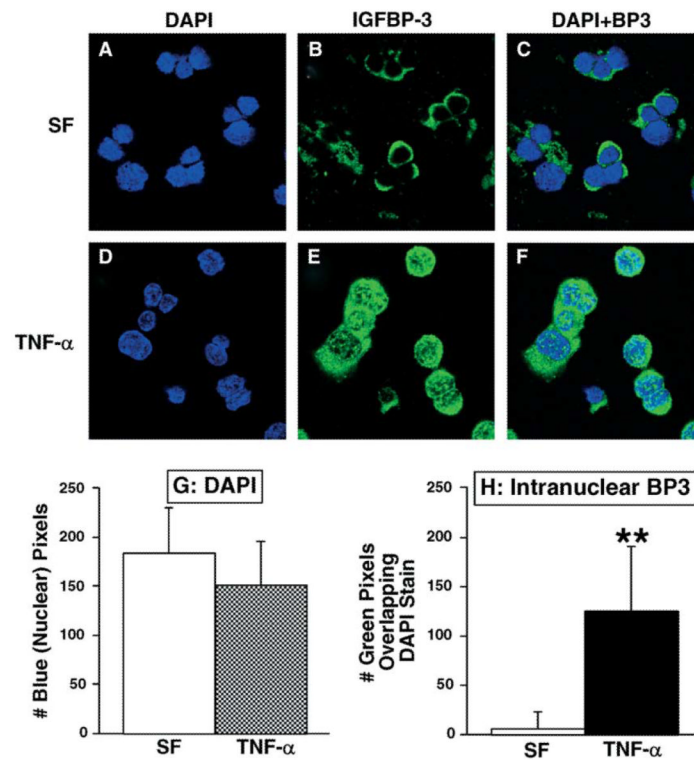 DAPI IGFBP-3 DAPI+BP3
SF A B C
TNF-α D E F
G: DAPI
# Blue (Nuclear) Pixels
250
200
150
100
50
0
SF TNF-α
H: Intranuclear BP3
# Green Pixels
Overlapping
DAPI Stain
250
200
150
100
50
0
**
SF TNF-α